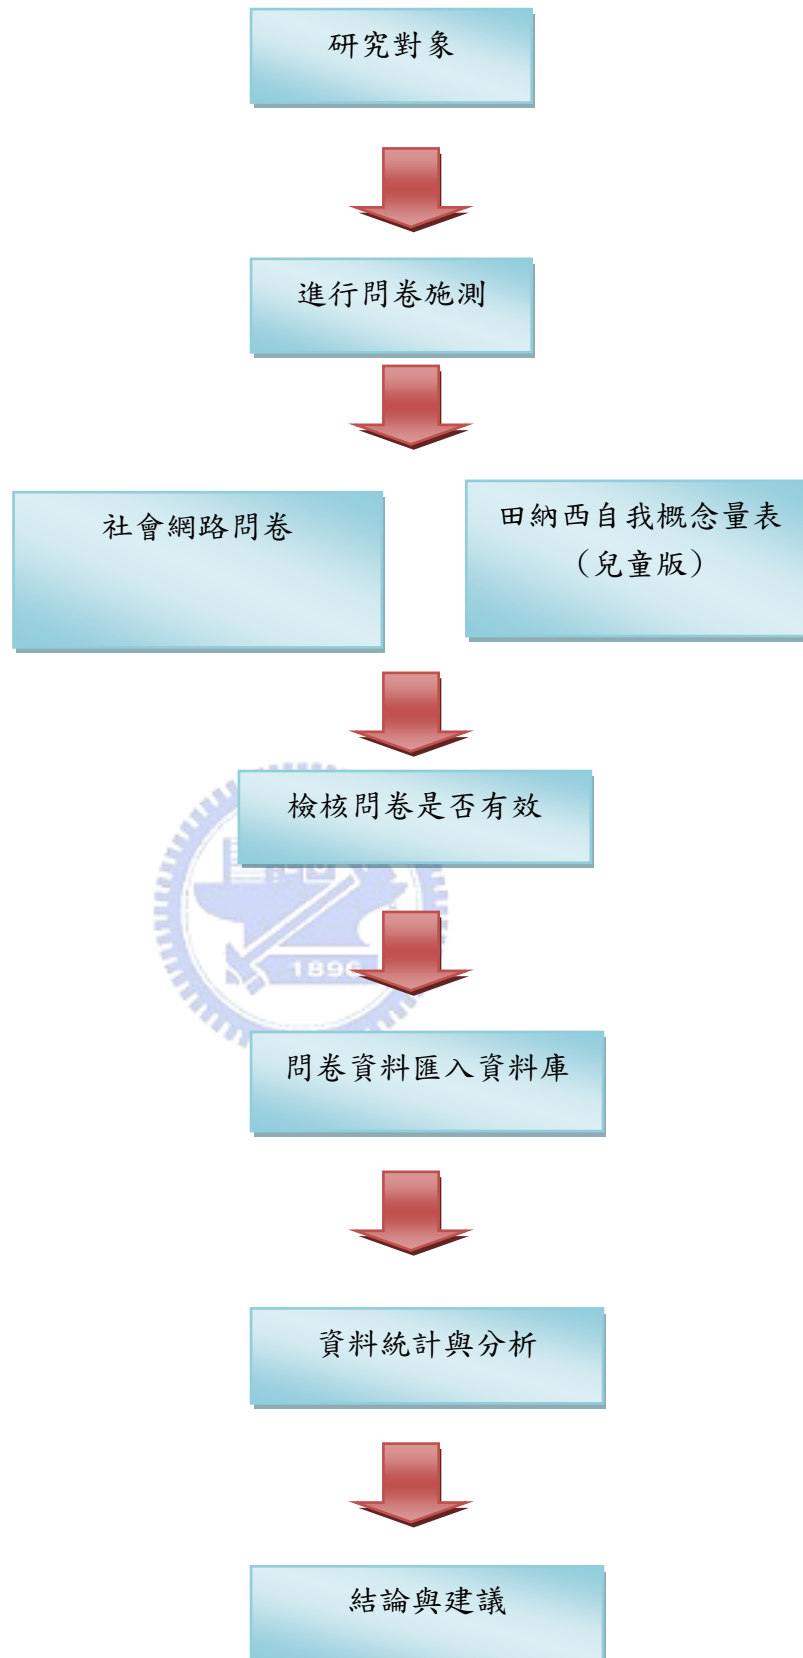 研究對象
進行問卷施測
社會網路問卷
田納西自我概念量表
（兒童版）
檢核問卷是否有效
1896
問卷資料匯入資料庫
資料統計與分析
結論與建議